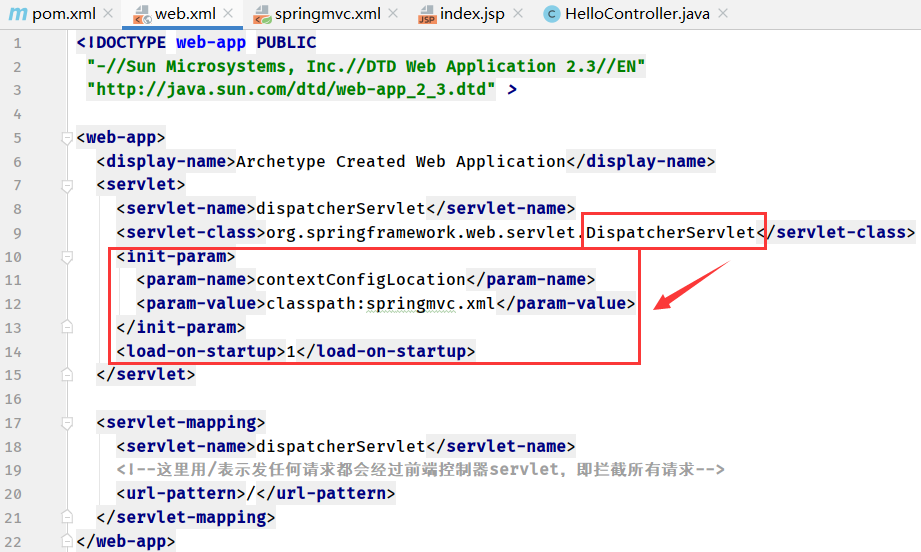 pom.xml × web.xml × springmvc.xml × index.jsp × HelloController.java ×
1 <!DOCTYPE web-app PUBLIC
2 "-//Sun Microsystems, Inc.//DTD Web Application 2.3//EN"
3 "http://java.sun.com/dtd/web-app_2_3.dtd" >
4
5 <web-app>
6 <display-name>Archetype Created Web Application</display-name>
7 <servlet>
8 <servlet-name>dispatcherServlet</servlet-name>
9 <servlet-class>org.springframework.web.servlet.DispatcherServlet</servlet-class>
10 <init-param>
11 <param-name>contextConfigLocation</param-name>
12 <param-value>classpath:springmvc.xml</param-value>
13 </init-param>
14 <load-on-startup>1</load-on-startup>
15 </servlet>
16
17 <servlet-mapping>
18 <servlet-name>dispatcherServlet</servlet-name>
19 <!--这里用/表示发任何请求都会经过前端控制器servlet，即拦截所有请求-->
20 <url-pattern>/</url-pattern>
21 </servlet-mapping>
22 </web-app>